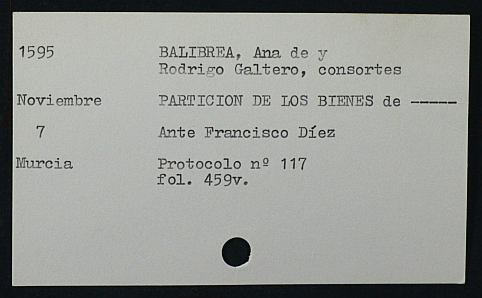 1595 BALIBREA, Ana de y
Rodrigo Galtero, consortes
Noviembre PARTICION DE LOS BIENES de -----
7 Ante Francisco Díez
Murcia Protocolo nº 117
fol. 459v.